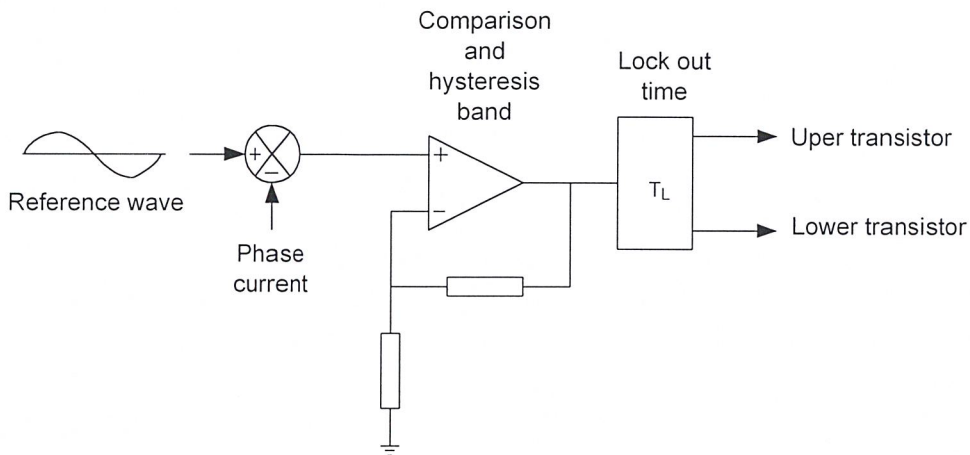 Comparison
and
hysteresis
band
Lock out
time
+
−
+
−
T_L
Uper transistor
Lower transistor
Reference wave
Phase
current